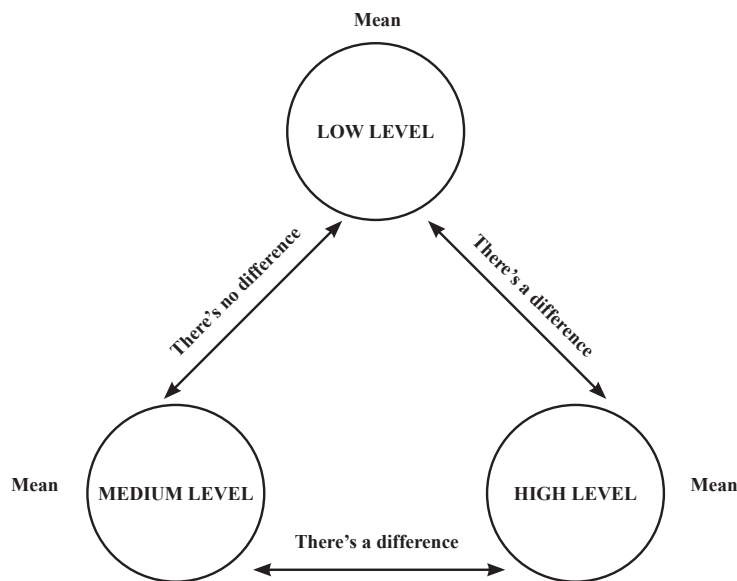 Mean
LOW LEVEL
There's no difference
There's a difference
Mean
MEDIUM LEVEL
HIGH LEVEL
Mean
There's a difference